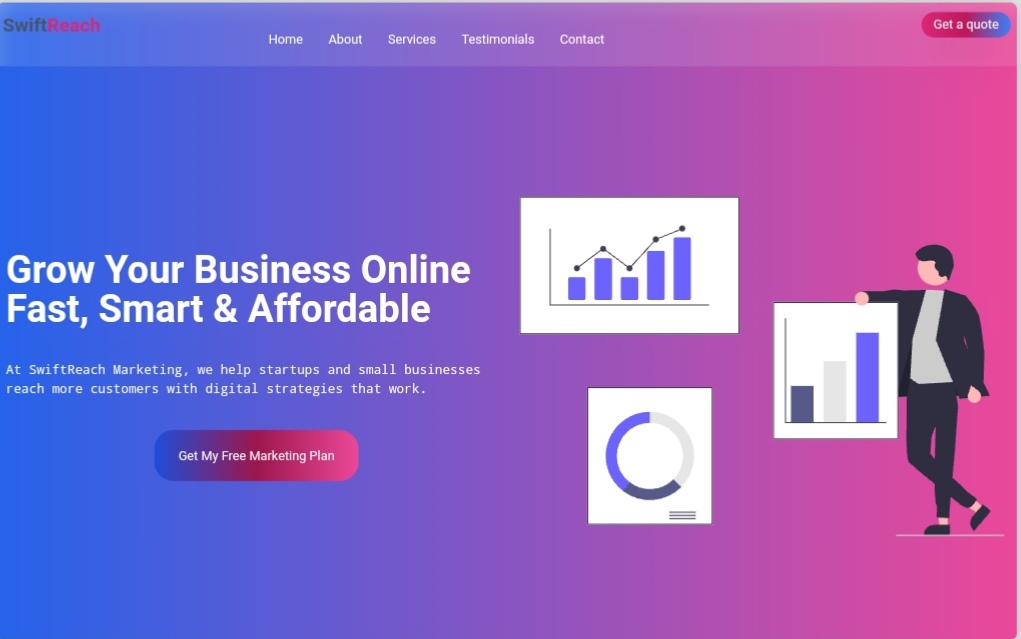 SwiftReach
Home About Services Testimonials Contact
Get a quote
Grow Your Business Online
Fast, Smart & Affordable
At SwiftReach Marketing, we help startups and small businesses
reach more customers with digital strategies that work.
Get My Free Marketing Plan